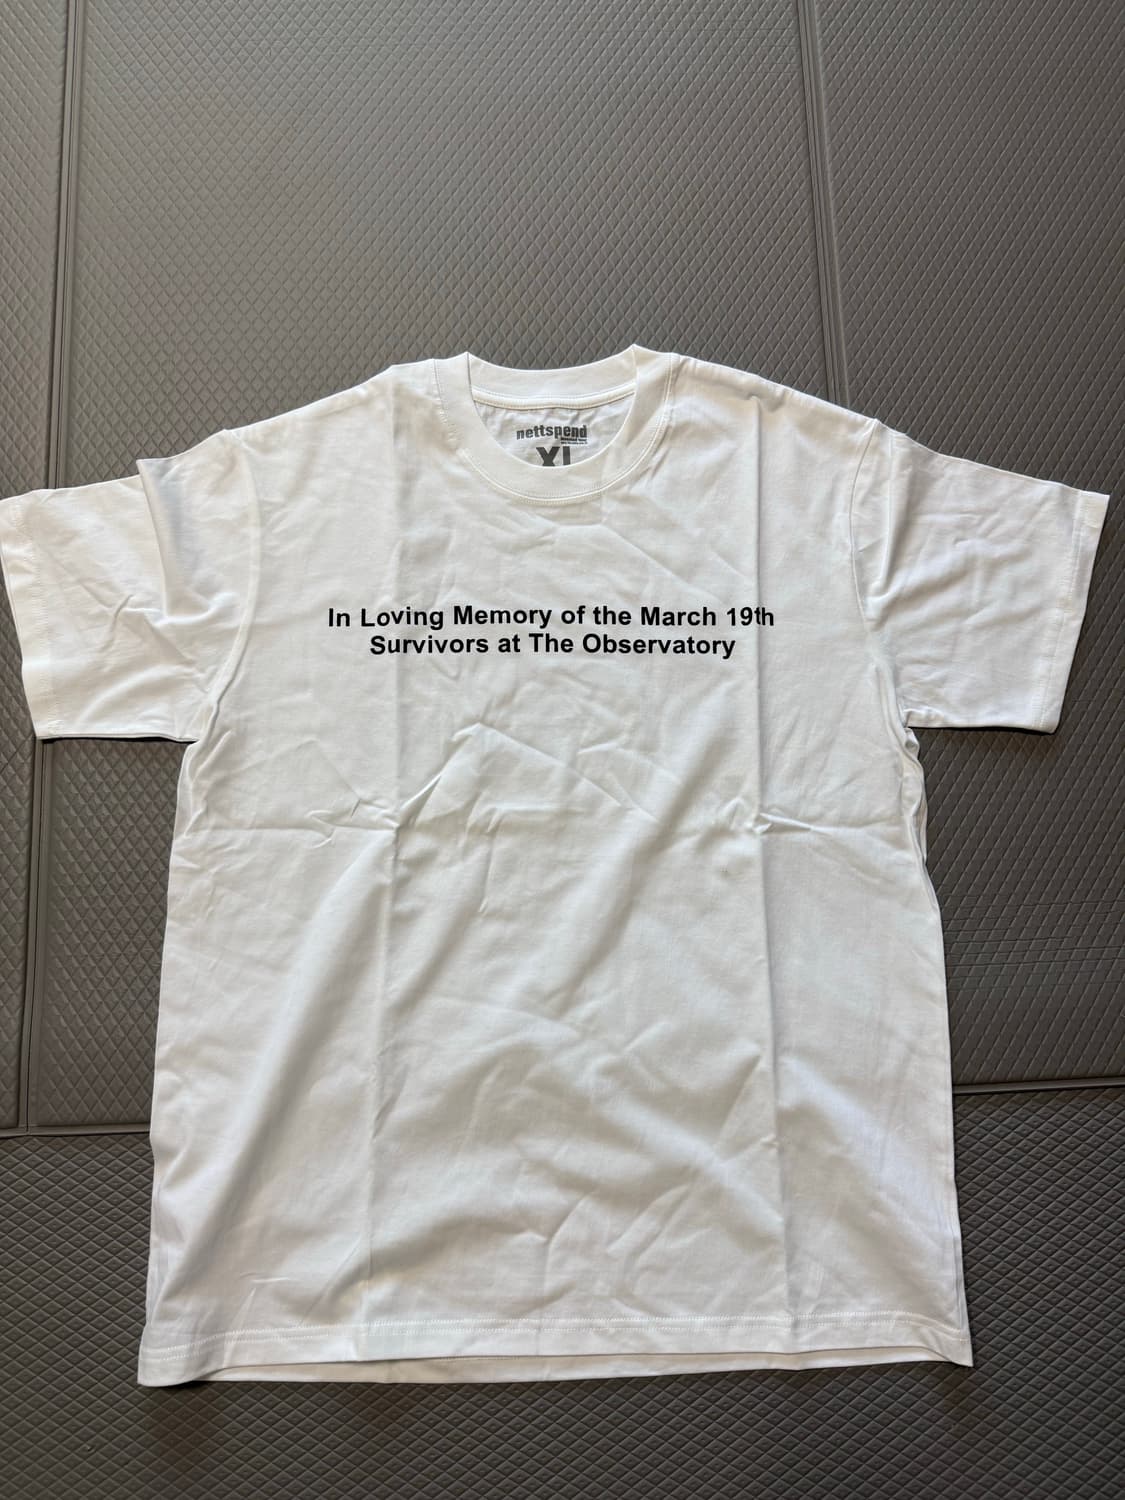 nettspend
XL
In Loving Memory of the March 19th
Survivors at The Observatory